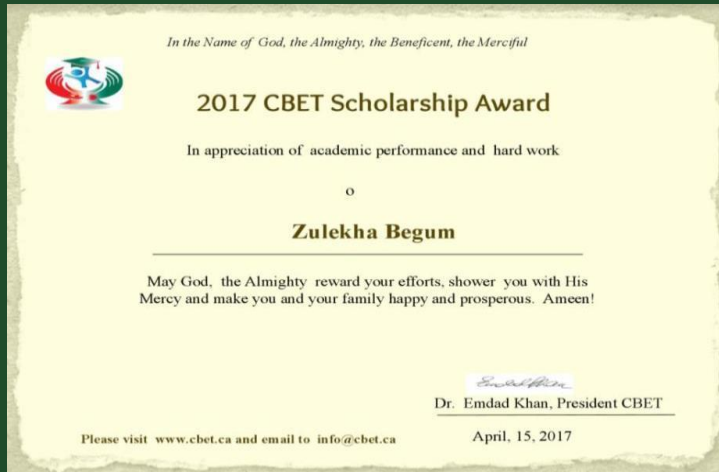 In the Name of God, the Almighty, the Beneficent, the Merciful
2017 CBET Scholarship Award
In appreciation of academic performance and hard work
o
Zulekha Begum
May God, the Almighty reward your efforts, shower you with His
Mercy and make you and your family happy and prosperous. Ameen!
Dr. Emdad Khan, President CBET
Please visit www.cbet.ca and email to info@cbet.ca
April, 15, 2017